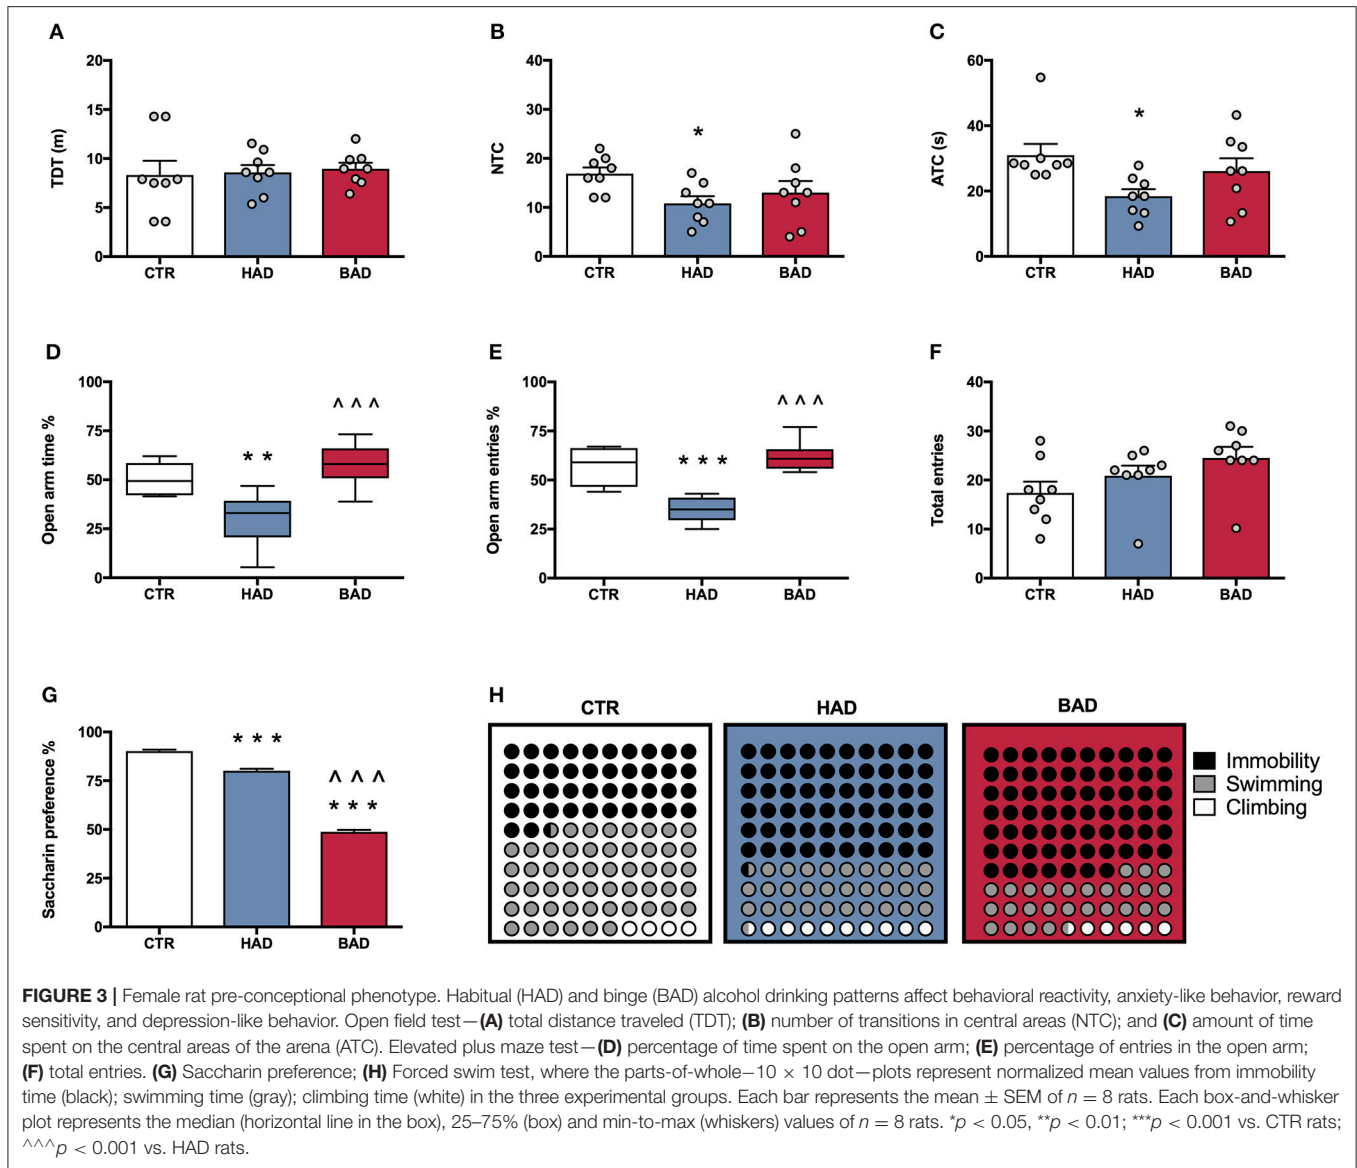 A
B
C
20
15
10
5
0
TDT (m)
CTR
HAD
BAD
40
30
20
10
0
NTC
*
CTR
HAD
BAD
60
40
20
0
ATC (s)
*
CTR
HAD
BAD
D
E
F
100
75
50
25
0
Open arm time %
* *
^ ^ ^
CTR
HAD
BAD
100
75
50
25
0
Open arm entries %
* * *
^ ^ ^
CTR
HAD
BAD
40
30
20
10
0
Total entries
CTR
HAD
BAD
G
100
75
50
25
0
Saccharin preference %
* * *
^ ^ ^
* * *
CTR
HAD
BAD
H
CTR
HAD
BAD
Immobility
Swimming
Climbing
FIGURE 3 | Female rat pre-conceptional phenotype. Habitual (HAD) and binge (BAD) alcohol drinking patterns affect behavioral reactivity, anxiety-like behavior, reward
sensitivity, and depression-like behavior. Open field test—(A) total distance traveled (TDT); (B) number of transitions in central areas (NTC); and (C) amount of time
spent on the central areas of the arena (ATC). Elevated plus maze test—(D) percentage of time spent on the open arm; (E) percentage of entries in the open arm;
(F) total entries. (G) Saccharin preference; (H) Forced swim test, where the parts-of-whole—10 × 10 dot—plots represent normalized mean values from immobility
time (black); swimming time (gray); climbing time (white) in the three experimental groups. Each bar represents the mean ± SEM of n = 8 rats. Each box-and-whisker
plot represents the median (horizontal line in the box), 25–75% (box) and min-to-max (whiskers) values of n = 8 rats. *p < 0.05, **p < 0.01; ***p < 0.001 vs. CTR rats;
^^^p < 0.001 vs. HAD rats.